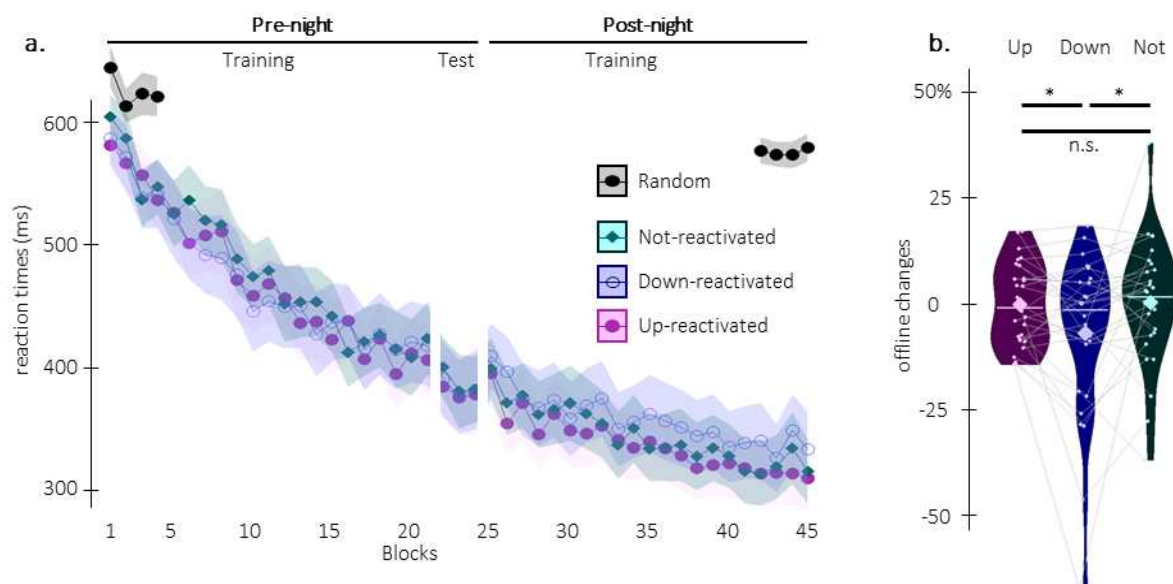 a.
Pre-night
Post-night
Training
Test
Training
reaction times (ms)
600
500
400
300
1
5
10
15
20
25
30
35
40
45
Blocks
Random
Not-reactivated
Down-reactivated
Up-reactivated
b.
Up
Down
Not
offline changes
50%
25
0
-25
-50
*
*
n.s.